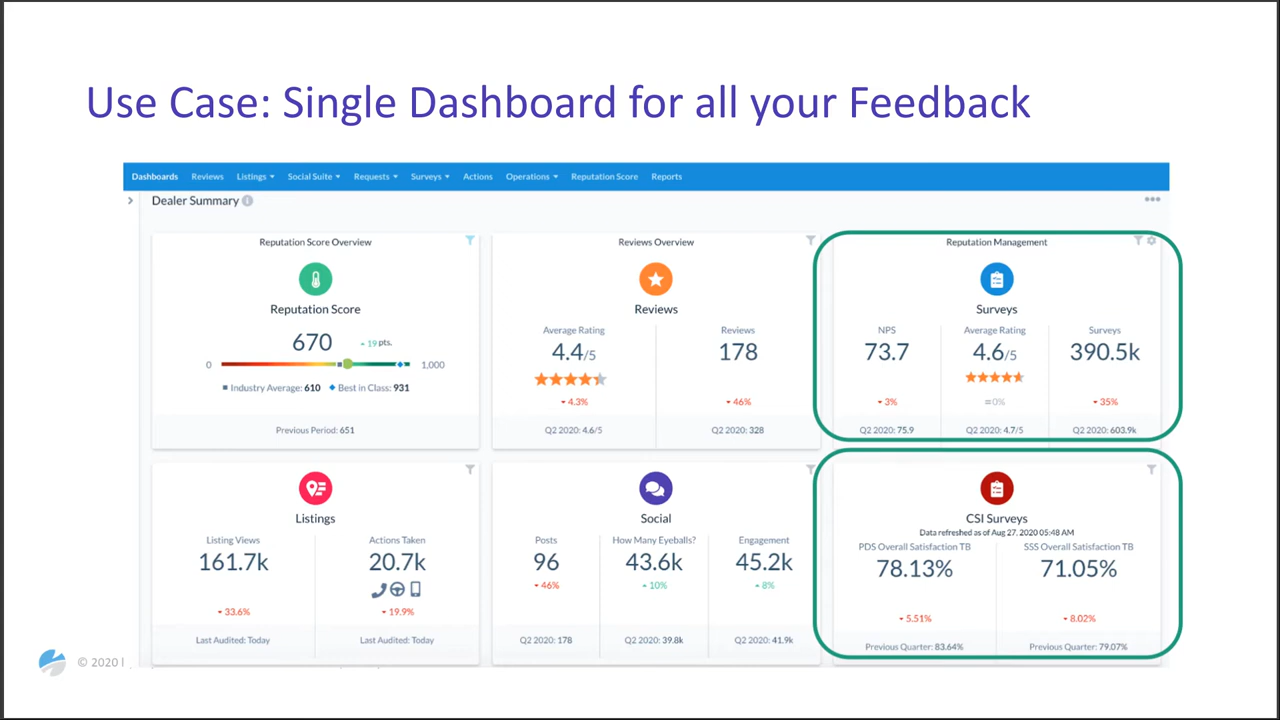 Use Case: Single Dashboard for all your Feedback
Dashboards Reviews Listings Social Suite Requests Surveys Actions Operations Reputation Score Reports
Dealer Summary
Reputation Score Overview
Reputation Score
670 19 pts.
0 1,000
Industry Average: 610 Best in Class: 931
Previous Period: 651
Reviews Overview
Reviews
Average Rating Reviews
4.4/5 178
4.3% 46%
Q2 2020: 4.6/5 Q2 2020: 328
Reputation Management
Surveys
NPS Average Rating Surveys
73.7 4.6/5 390.5k
3% =0% 35%
Q2 2020: 75.9 Q2 2020: 4.7/5 Q2 2020: 603.9k
Listings
Listing Views Actions Taken
161.7k 20.7k
33.6% 19.9%
Last Audited: Today Last Audited: Today
Social
Posts How Many Eyeballs? Engagement
96 43.6k 45.2k
46% 10% 8%
Q2 2020: 178 Q2 2020: 39.8k Q2 2020: 41.9k
CSI Surveys
Data refreshed as of Aug 27, 2020 05:48 AM
PDS Overall Satisfaction TB SSS Overall Satisfaction TB
78.13% 71.05%
5.51% 8.02%
Previous Quarter: 83.64% Previous Quarter: 79.07%
© 2020 |